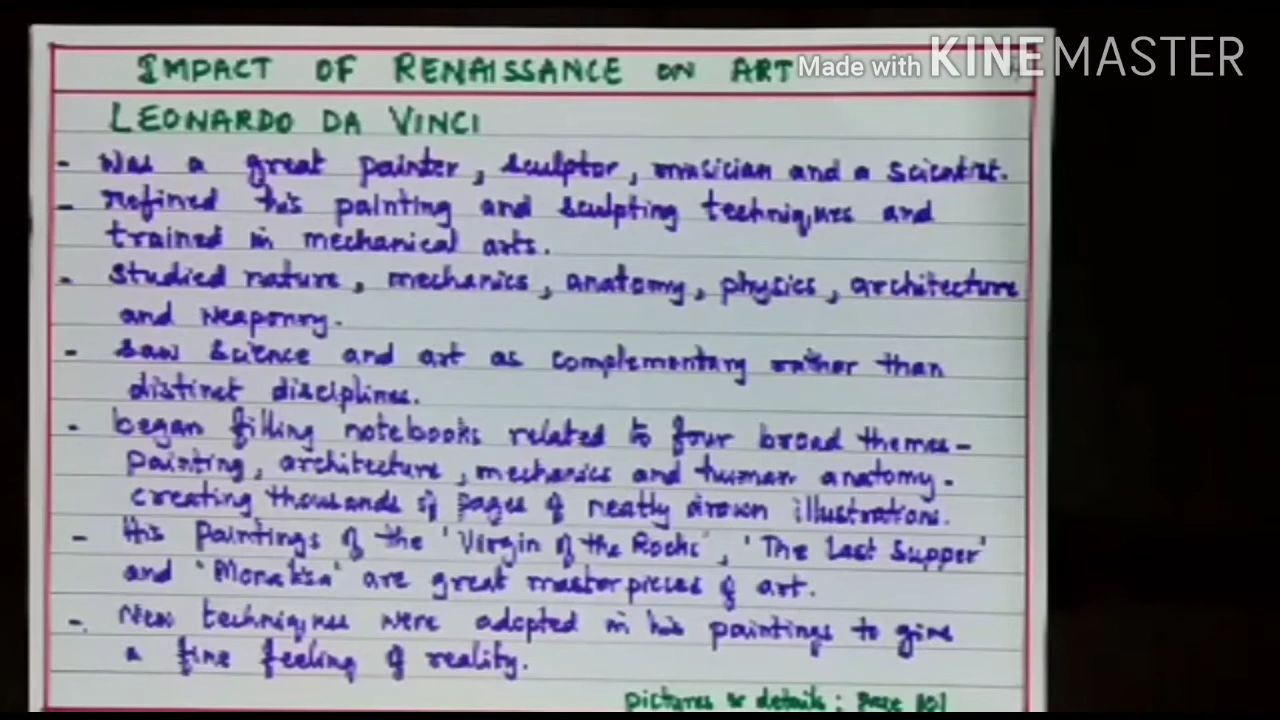 IMPACT OF RENAISSANCE ON ART
Made with KINEMASTER
LEONARDO DA VINCI
- Was a great painter, sculptor, musician and a scientist.
- Refined his painting and sculpting techniques and
trained in mechanical arts.
- Studied nature, mechanics, anatomy, physics, architecture
and weaponry.
- Saw science and art as complementary rather than
distinct disciplines.
- began filling notebooks related to four broad themes -
painting, architecture, mechanics and human anatomy.
creating thousands of pages of neatly drawn illustrations.
- His Paintings of the 'Virgin of the Rocks', 'The Last Supper'
and 'Monalisa' are great masterpieces of art.
- New techniques were adopted in his paintings to give
a fine feeling of reality.
pictures & details : Page 101